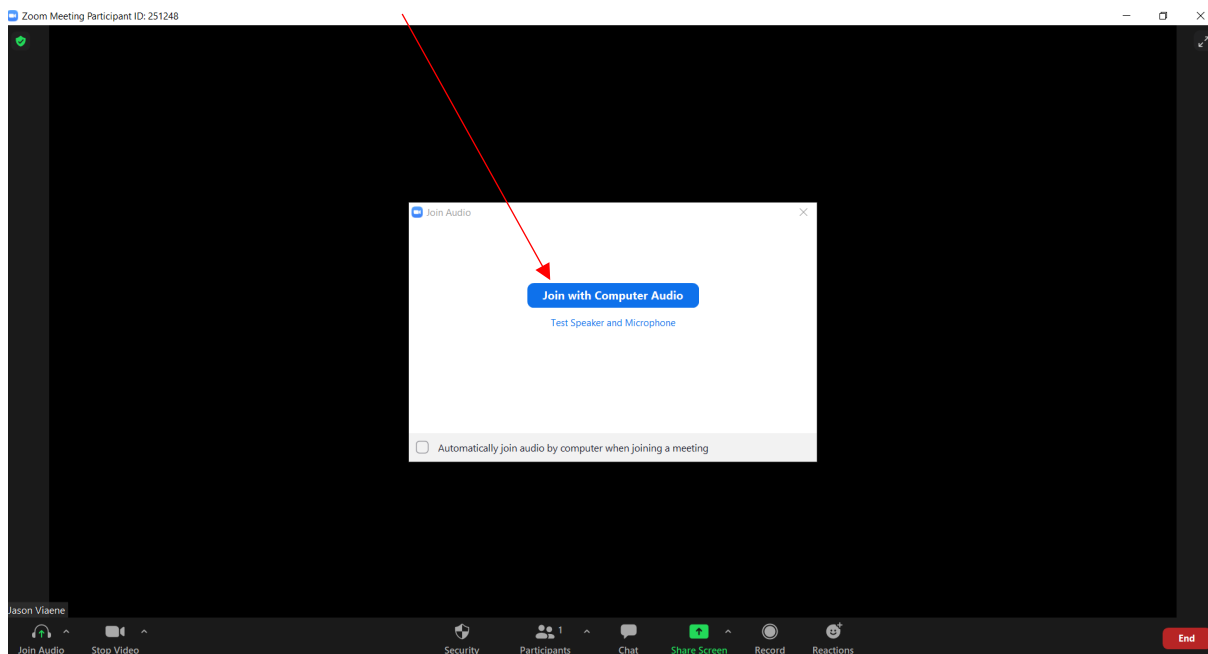 Zoom Meeting Participant ID: 251248
Join Audio
Join with Computer Audio
Test Speaker and Microphone
Automatically join audio by computer when joining a meeting
Jason Viaene
1
Join Audio Stop Video Security Participants Chat Share Screen Record Reactions End